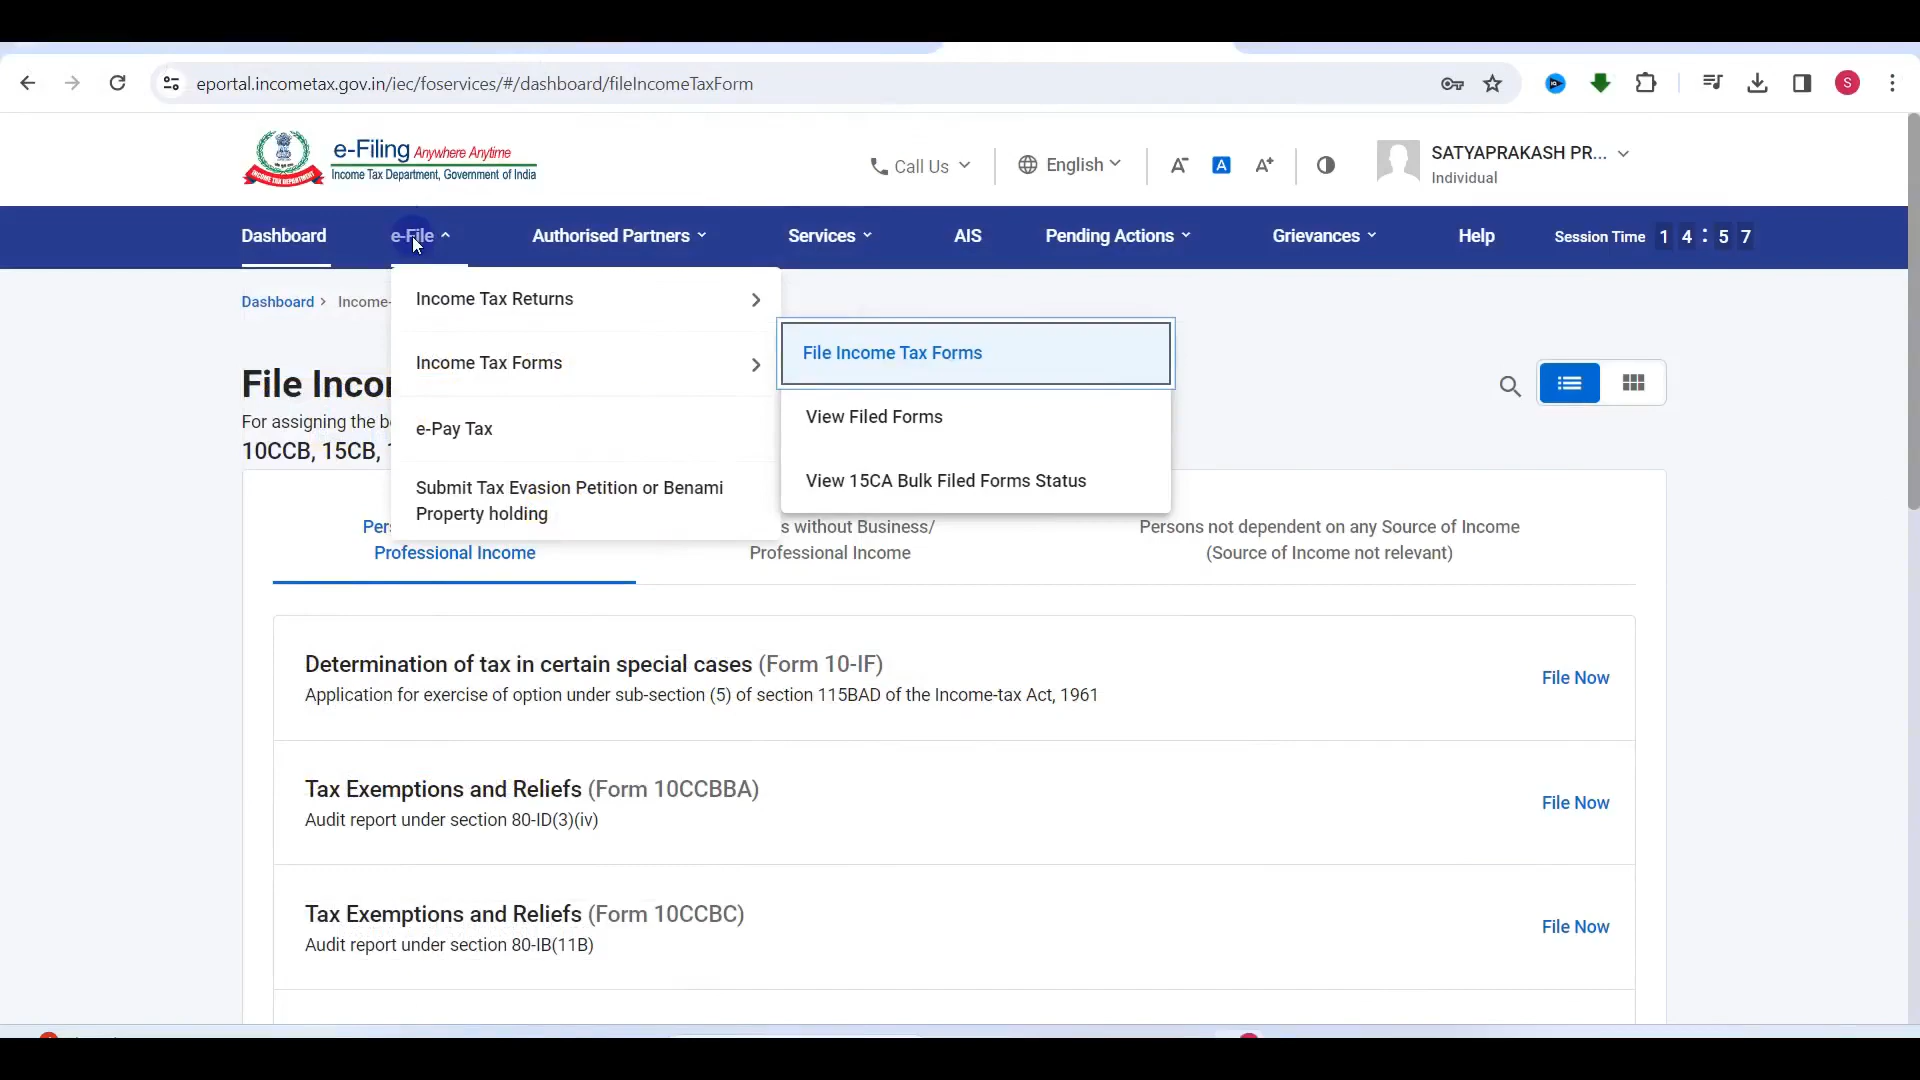 eportal.incometax.gov.in/iec/foservices/#/dashboard/fileIncomeTaxForm
S
e-Filing Anywhere Anytime
Income Tax Department, Government of India
INCOME TAX DEPARTMENT
Call Us
English
A-
A
A+
SATYAPRAKASH PR...
Individual
Dashboard
e-File
Authorised Partners
Services
AIS
Pending Actions
Grievances
Help
Session Time 1 4 : 5 7
Dashboard > Income-
Income Tax Returns
Income Tax Forms
e-Pay Tax
Submit Tax Evasion Petition or Benami
Property holding
File Income Tax Forms
View Filed Forms
View 15CA Bulk Filed Forms Status
File Inco
For assigning the
10CCB, 15CB,
Per
Professional Income
s without Business/
Professional Income
Persons not dependent on any Source of Income
(Source of Income not relevant)
Determination of tax in certain special cases (Form 10-IF)
Application for exercise of option under sub-section (5) of section 115BAD of the Income-tax Act, 1961
File Now
Tax Exemptions and Reliefs (Form 10CCBBA)
Audit report under section 80-ID(3)(iv)
File Now
Tax Exemptions and Reliefs (Form 10CCBC)
Audit report under section 80-IB(11B)
File Now